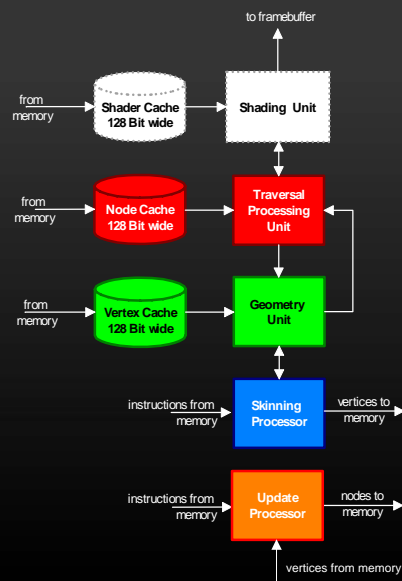 to framebuffer
from
memory
Shader Cache
128 Bit wide
Shading Unit
from
memory
Node Cache
128 Bit wide
Traversal
Processing
Unit
from
memory
Vertex Cache
128 Bit wide
Geometry
Unit
instructions from
memory
Skinning
Processor
vertices to
memory
instructions from
memory
Update
Processor
nodes to
memory
vertices from memory